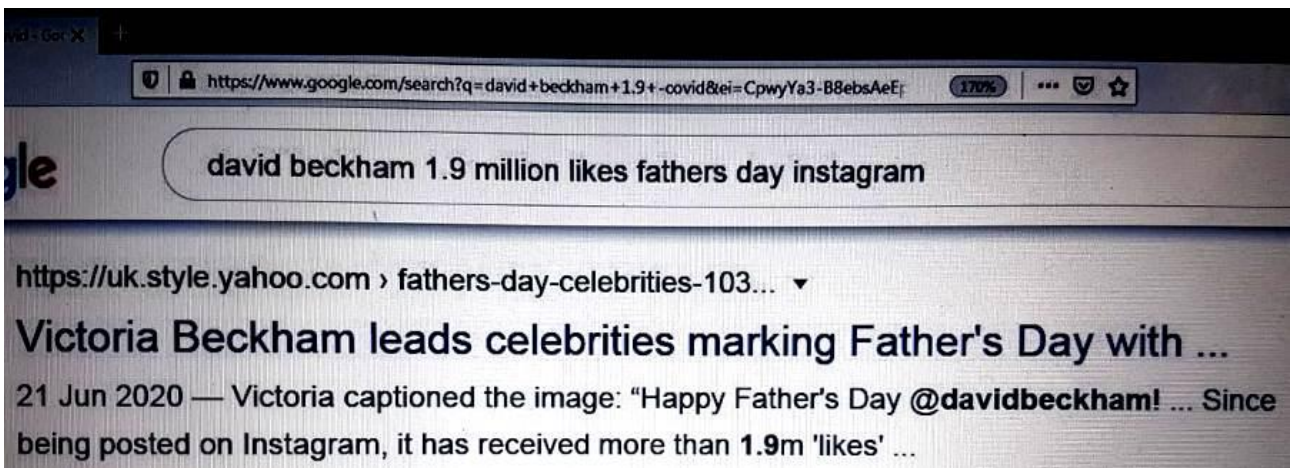 vid - Goo X +
https://www.google.com/search?q=david+beckham+1.9+-covid&ei=CpwyYa3-B8ebsAeE 170% ...
gle david beckham 1.9 million likes fathers day instagram
https://uk.style.yahoo.com › fathers-day-celebrities-103... ▼
Victoria Beckham leads celebrities marking Father's Day with ...
21 Jun 2020 — Victoria captioned the image: “Happy Father's Day @davidbeckham! ... Since
being posted on Instagram, it has received more than 1.9m 'likes' ...